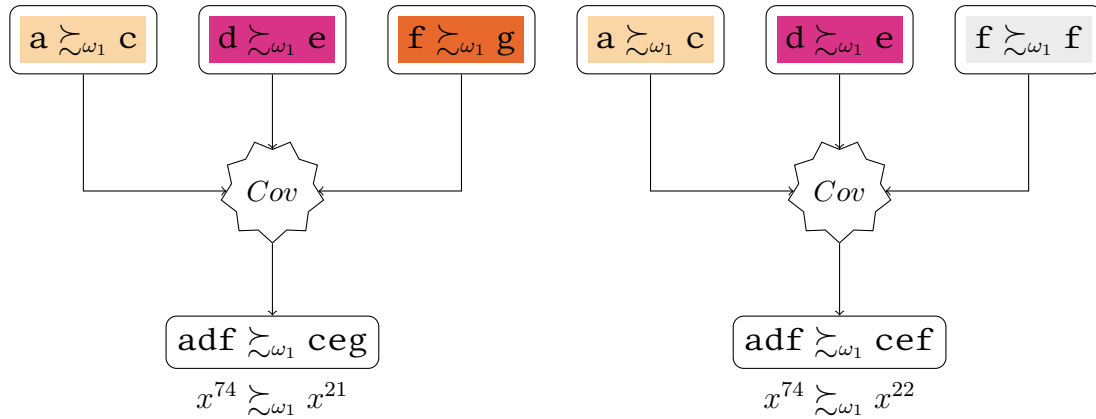 a ≿ω₁ c d ≿ω₁ e f ≿ω₁ g a ≿ω₁ c d ≿ω₁ e f ≿ω₁ f
Cov Cov
adf ≿ω₁ ceg adf ≿ω₁ cef
x⁷⁴ ≿ω₁ x²¹ x⁷⁴ ≿ω₁ x²²